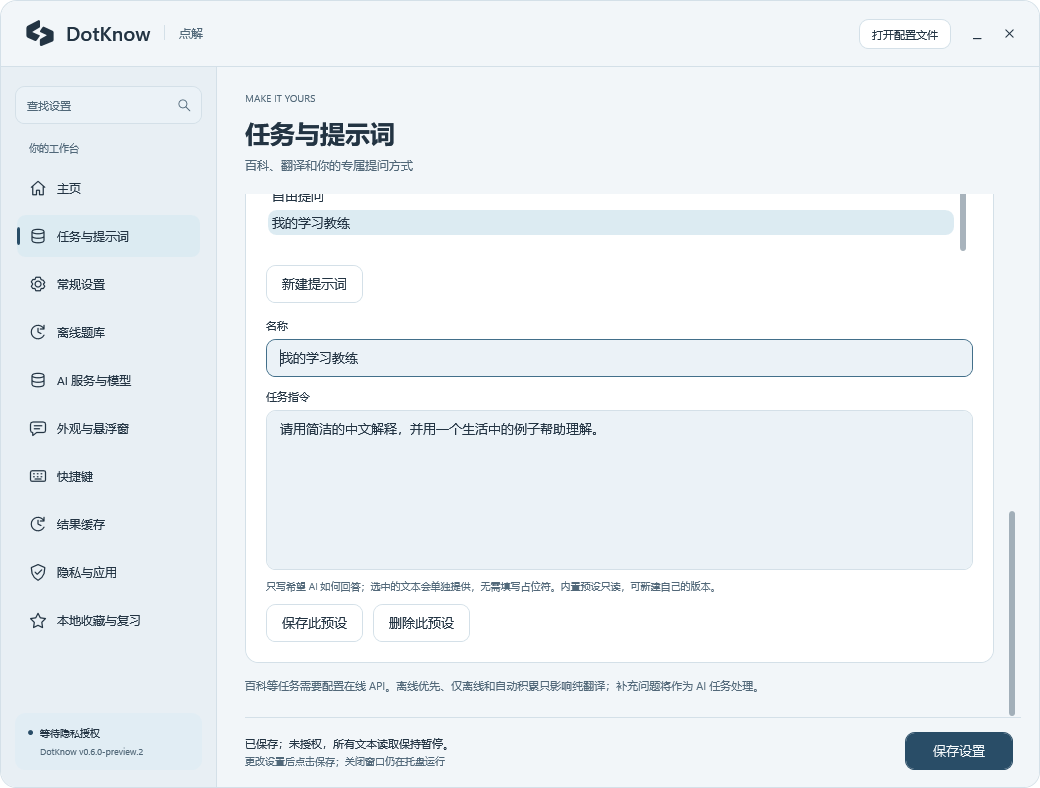 DotKnow 点解
打开配置文件
查找设置
你的工作台
主页
任务与提示词
常规设置
离线题库
AI 服务与模型
外观与悬浮窗
快捷键
结果缓存
隐私与应用
本地收藏与复习
等待隐私授权
DotKnow v0.6.0-preview.2
MAKE IT YOURS
任务与提示词
百科、翻译和你的专属提问方式
自由提问
我的学习教练
新建提示词
名称
我的学习教练
任务指令
请用简洁的中文解释，并用一个生活中的例子帮助理解。
只写希望 AI 如何回答；选中的文本会单独提供，无需填写占位符。内置预设只读，可新建自己的版本。
保存此预设
删除此预设
百科等任务需要配置在线 API。离线优先、仅离线和自动积累只影响纯翻译；补充问题将作为 AI 任务处理。
已保存；未授权，所有文本读取保持暂停。
更改设置后点击保存；关闭窗口仍在托盘运行
保存设置